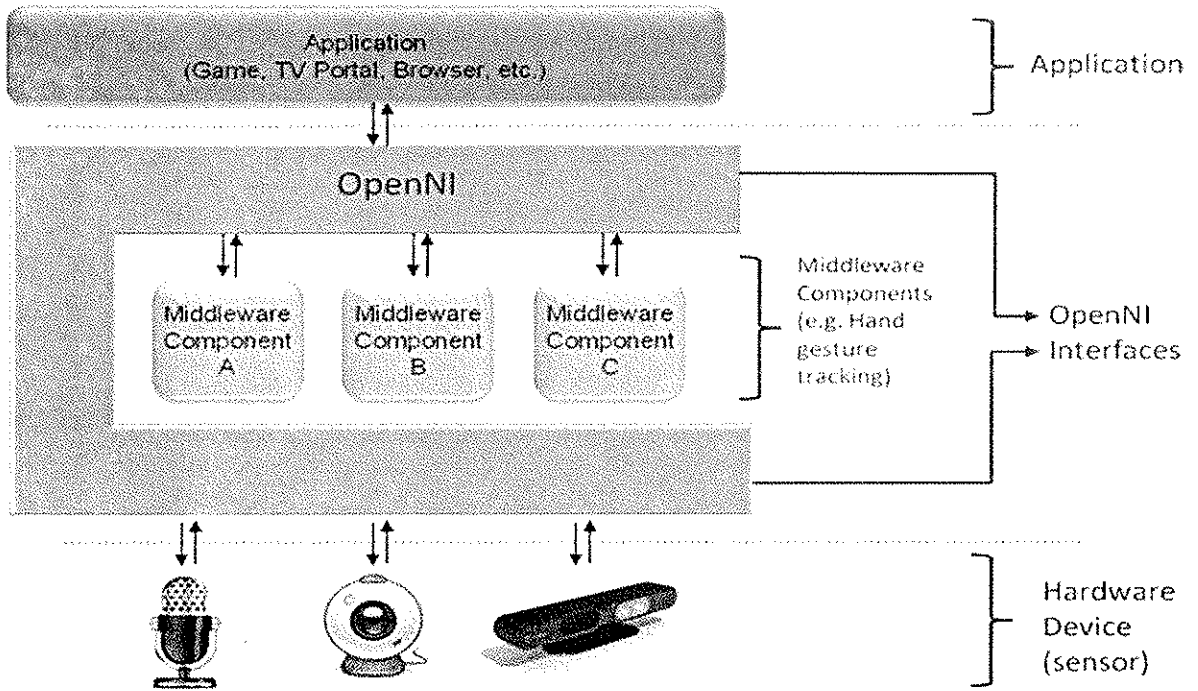 Application
(Game, TV Portal, Browser, etc.)
Application
OpenNI
Middleware
Component
A
Middleware
Component
B
Middleware
Component
C
Middleware
Components
(e.g. Hand
gesture
tracking)
OpenNI
Interfaces
Hardware
Device
(sensor)